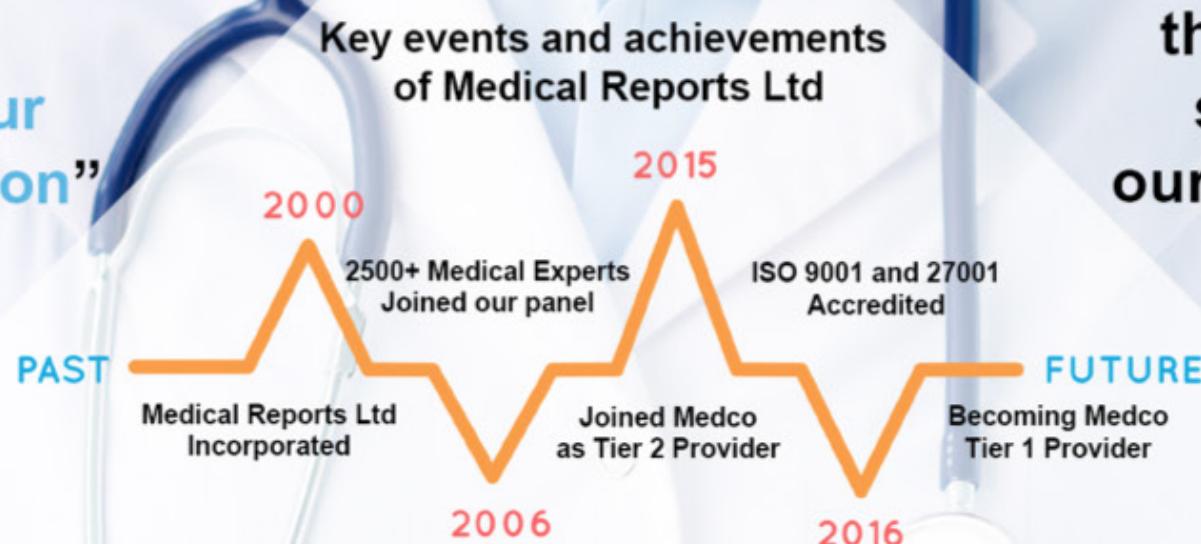 Key events and achievements
of Medical Reports Ltd
ur
on”
th
s
our
2000
2015
2500+ Medical Experts
Joined our panel
ISO 9001 and 27001
Accredited
PAST
FUTURE
Medical Reports Ltd
Incorporated
Joined Medco
as Tier 2 Provider
Becoming Medco
Tier 1 Provider
2006
2016